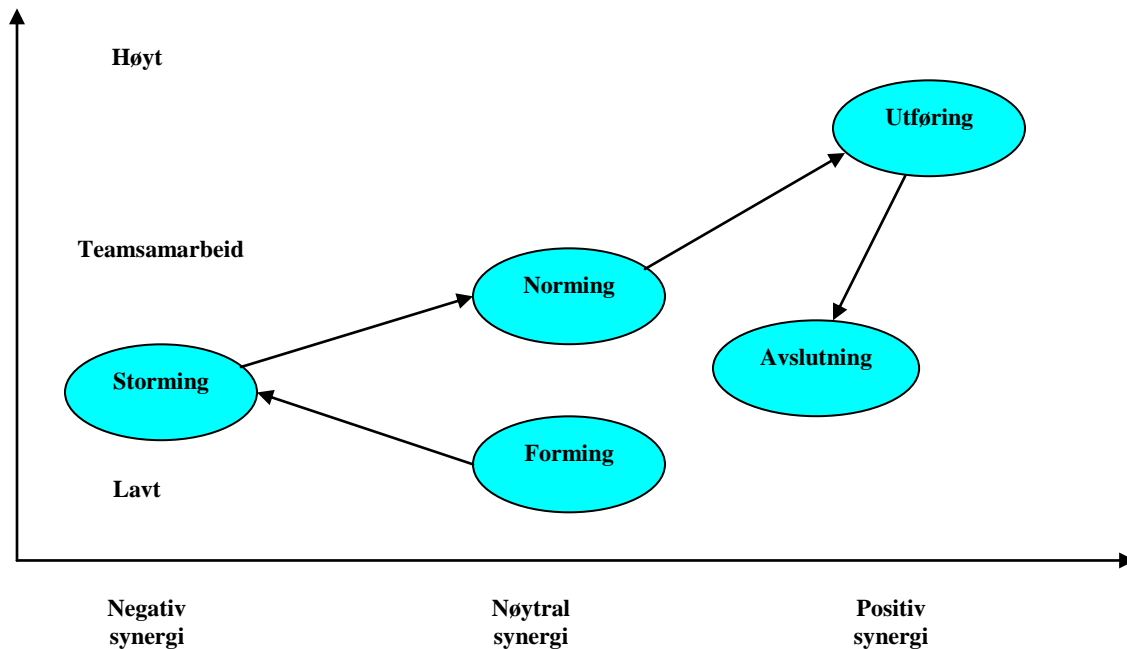 Høyt
Utføring
Teamsamarbeid
Norming
Avslutning
Storming
Forming
Lavt
Negativ
synergi
Nøytral
synergi
Positiv
synergi